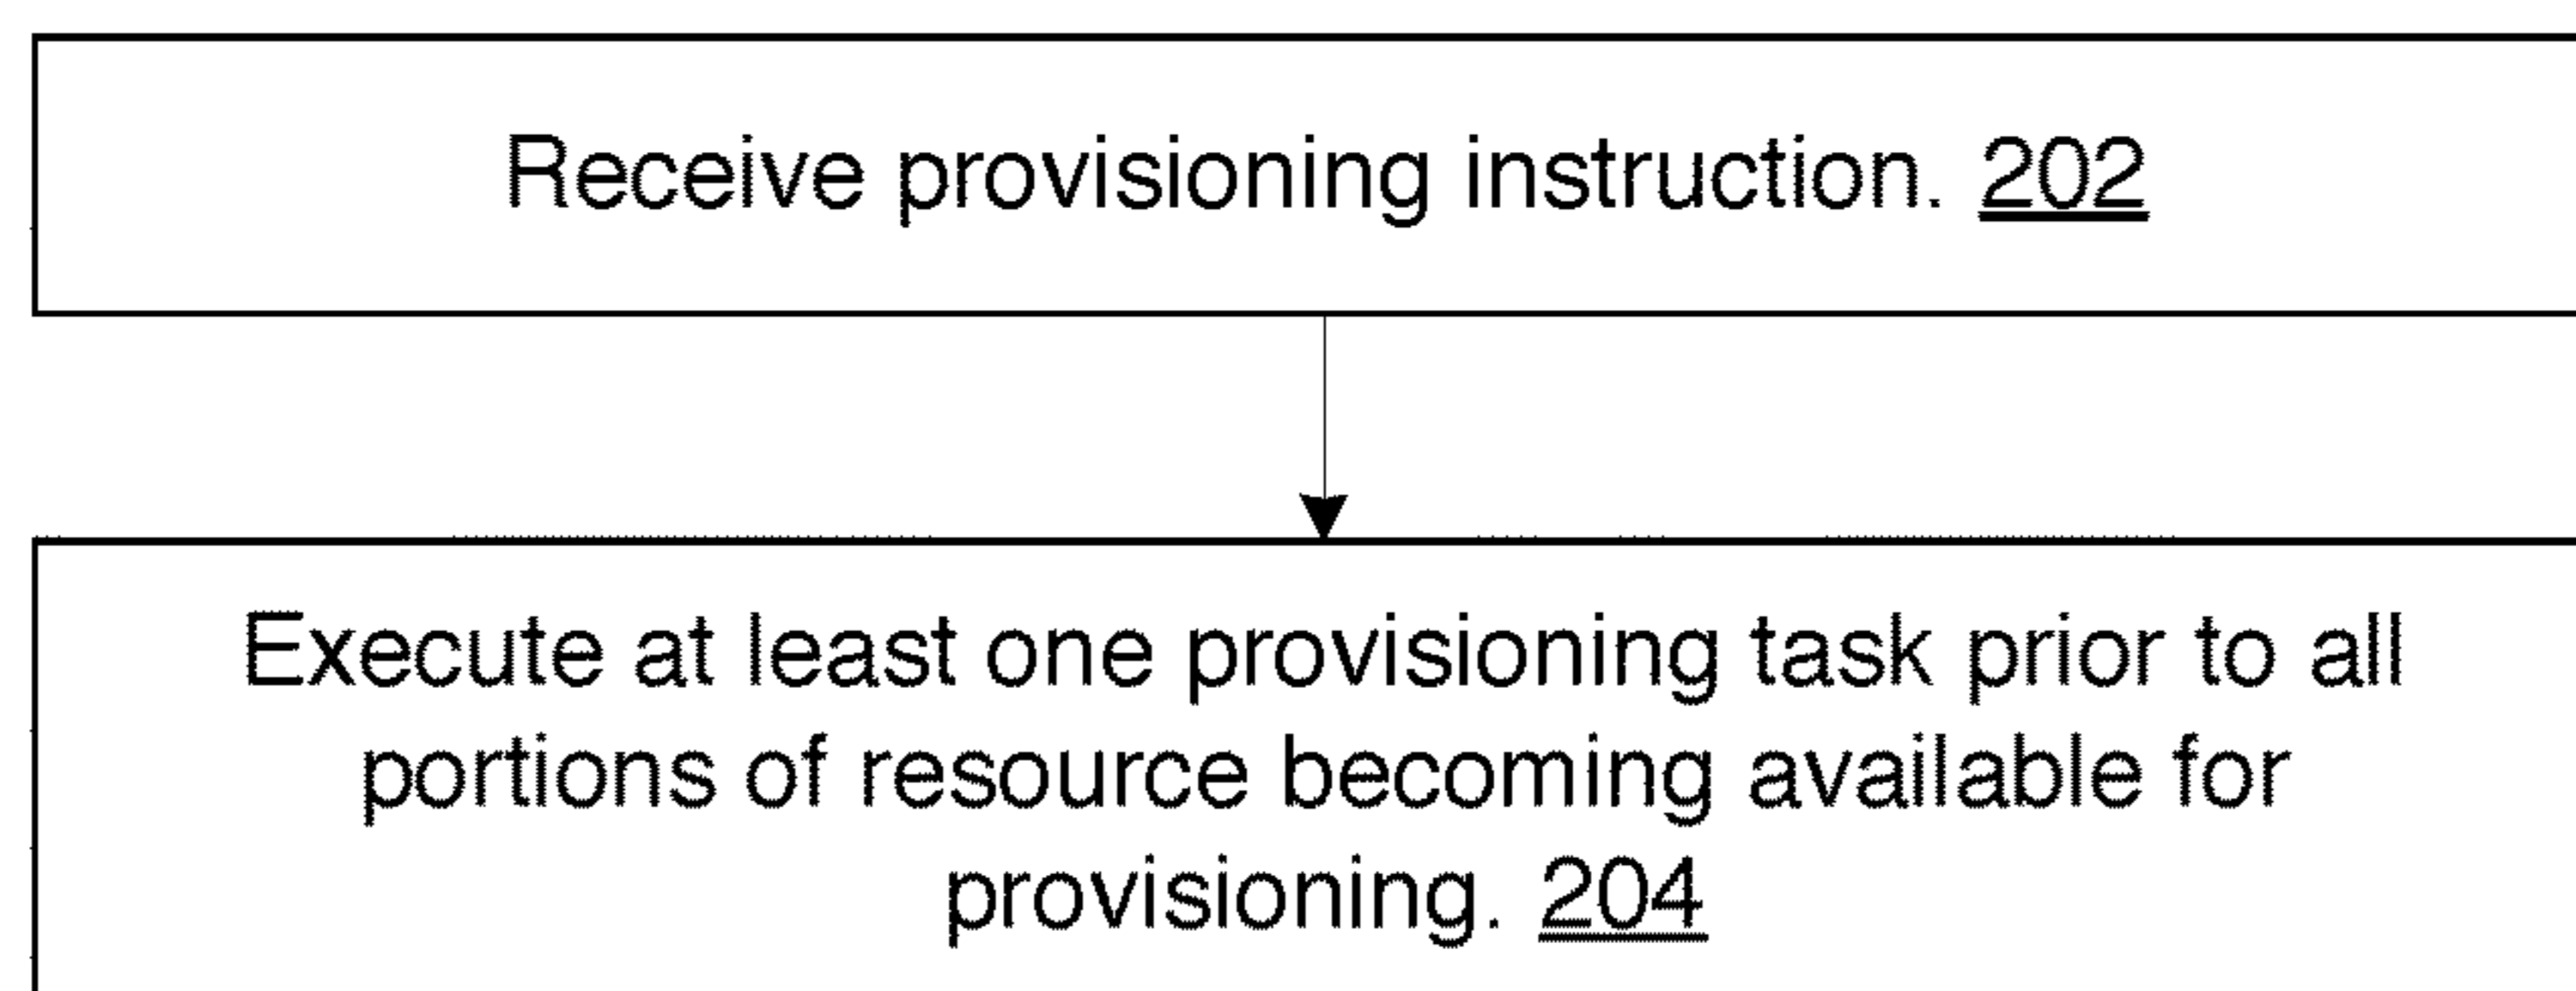 Receive provisioning instruction. 202
Execute at least one provisioning task prior to all
portions of resource becoming available for
provisioning. 204